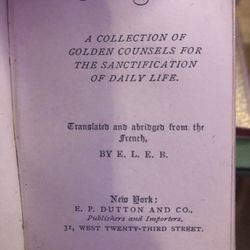 A COLLECTION OF
GOLDEN COUNSELS FOR
THE SANCTIFICATION
OF DAILY LIFE.
Translated and abridged from the
French,
BY E. L. E. B.
New York:
E. P. DUTTON AND CO.,
Publishers and Importers,
31, WEST TWENTY-THIRD STREET.